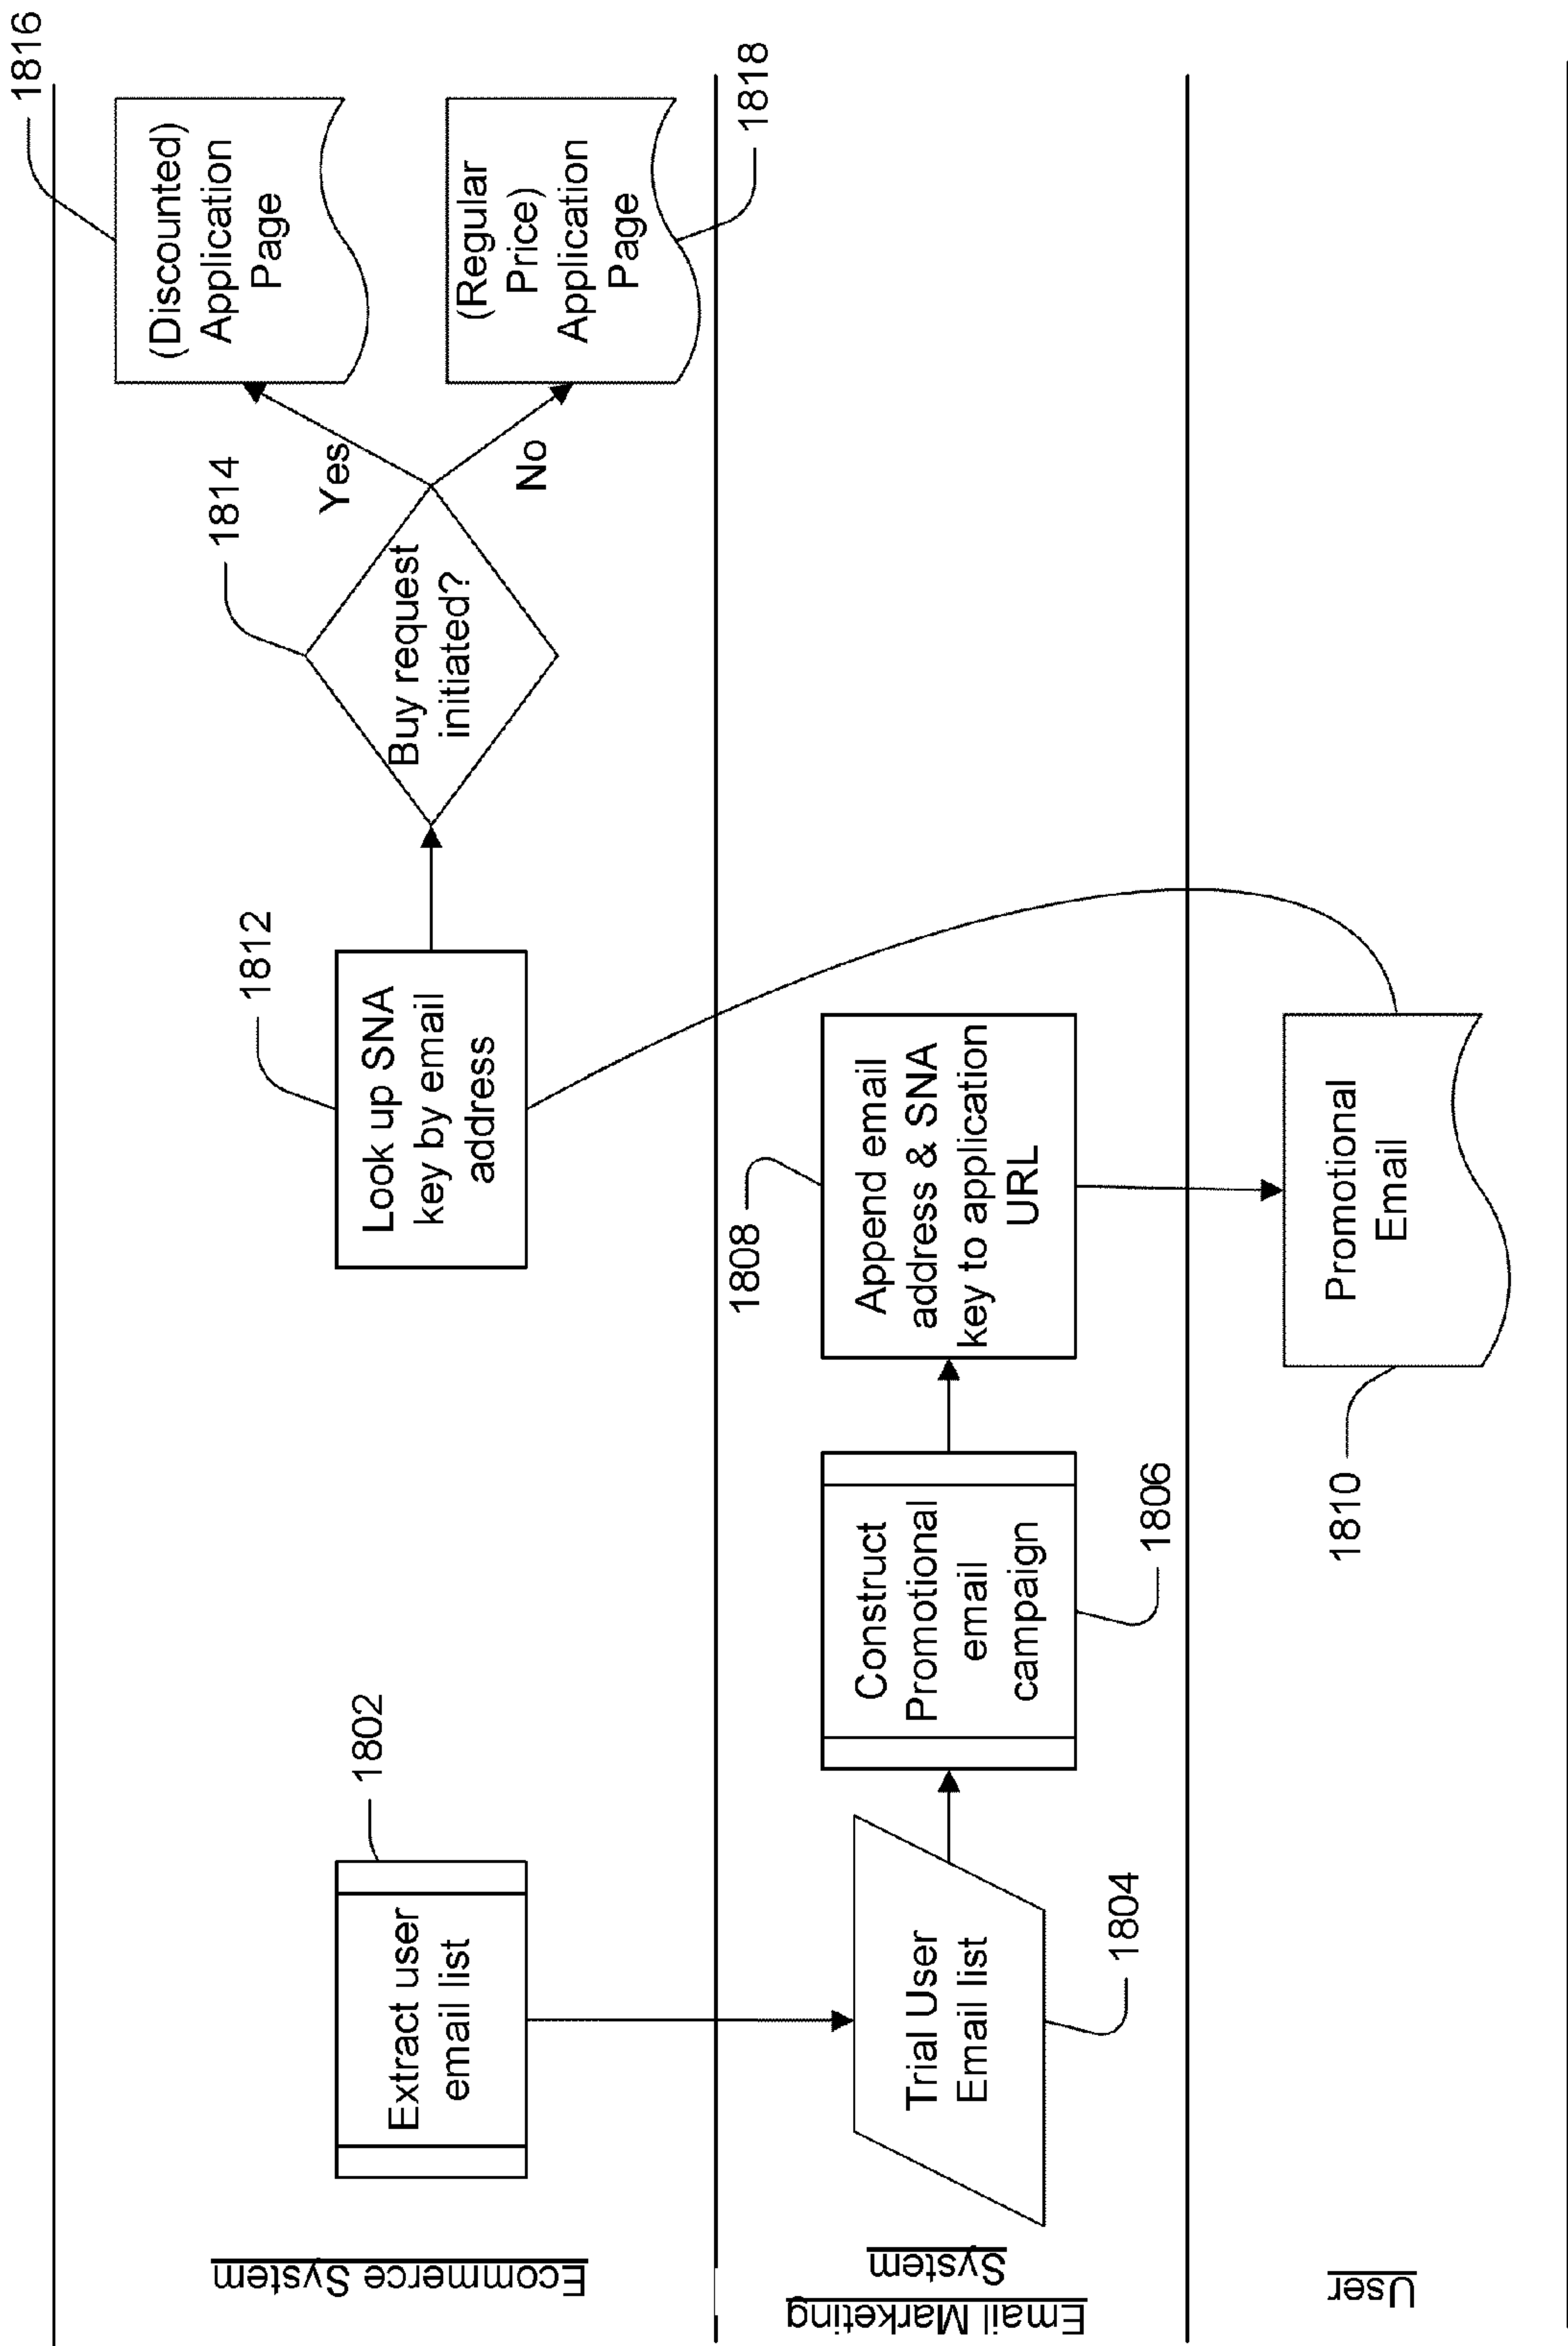 Ecommerce System
1802
Extract user
email list
1812
Look up SNA
key by email
address
1814
Buy request
initiated?
Yes
No
1816
(Discounted)
Application
Page
(Regular
Price)
Application
Page
1818
Email Marketing
System
Trial User
Email list
1804
Construct
Promotional
email
campaign
1806
1808
Append email
address & SNA
key to application
URL
User
1810
Promotional
Email